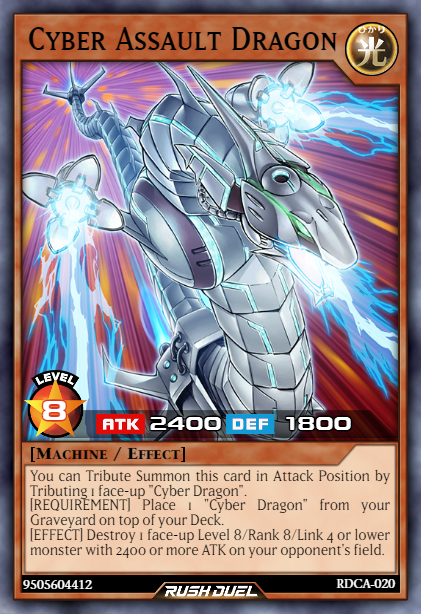 Cyber Assault Dragon
ひかり
光
LEVEL
8
ATK 2400 DEF 1800
[Machine / Effect]
You can Tribute Summon this card in Attack Position by
Tributing 1 face-up "Cyber Dragon".
[REQUIREMENT] Place 1 "Cyber Dragon" from your
Graveyard on top of your Deck.
[EFFECT] Destroy 1 face-up Level 8/Rank 8/Link 4 or lower
monster with 2400 or more ATK on your opponent's field.
9505604412
RUSH DUEL
RDCA-020